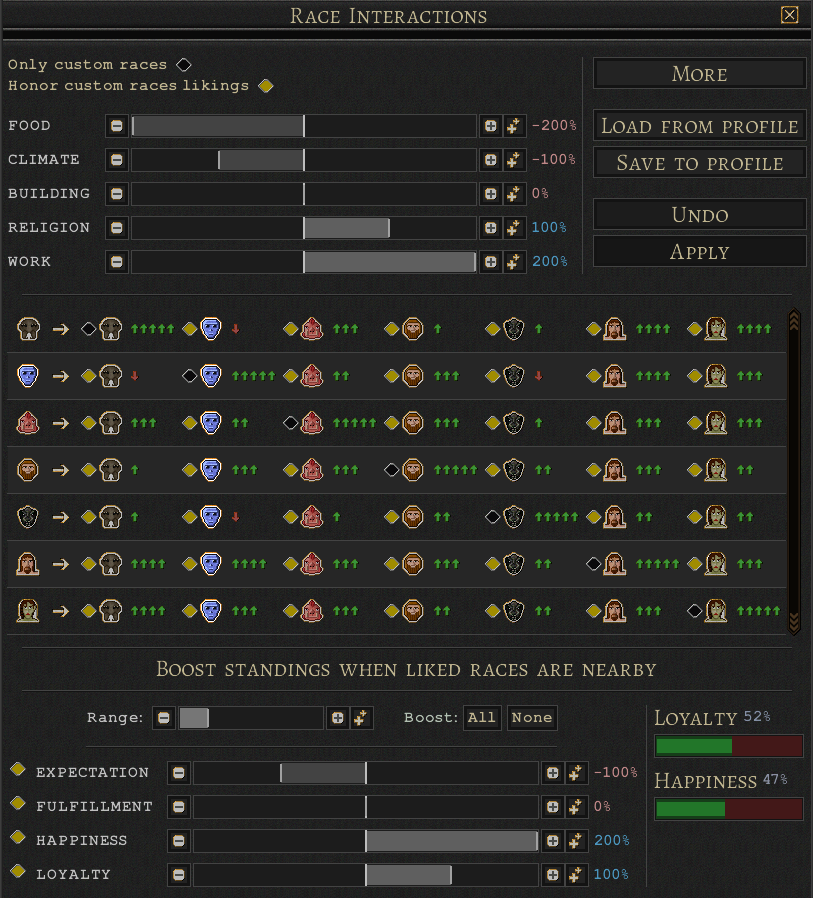 Race Interactions
Only custom races
Honor custom races likings
More
FOOD -200%
Load from profile
CLIMATE -100%
Save to profile
BUILDING 0%
RELIGION 100%
Undo
WORK 200%
Apply
Boost standings when liked races are nearby
Range:
Boost: All None
Loyalty 52%
EXPECTATION -100%
Happiness 47%
FULFILLMENT 0%
HAPPINESS 200%
LOYALTY 100%